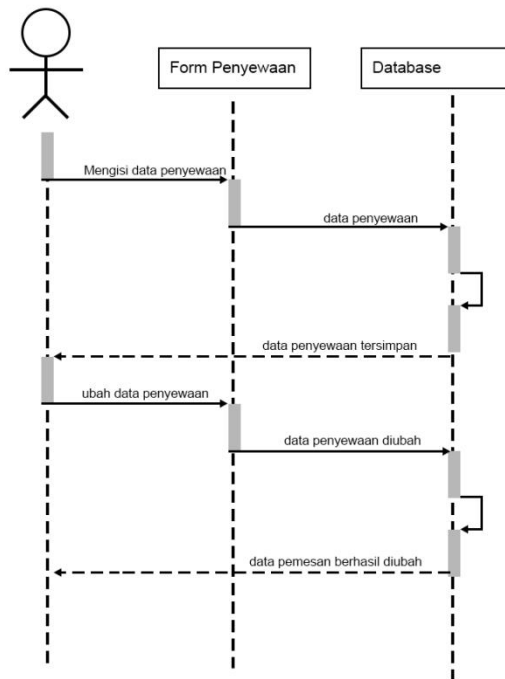 Form Penyewaan
Database
Mengisi data penyewaan
data penyewaan
data penyewaan tersimpan
ubah data penyewaan
data penyewaan diubah
data pemesan berhasil diubah